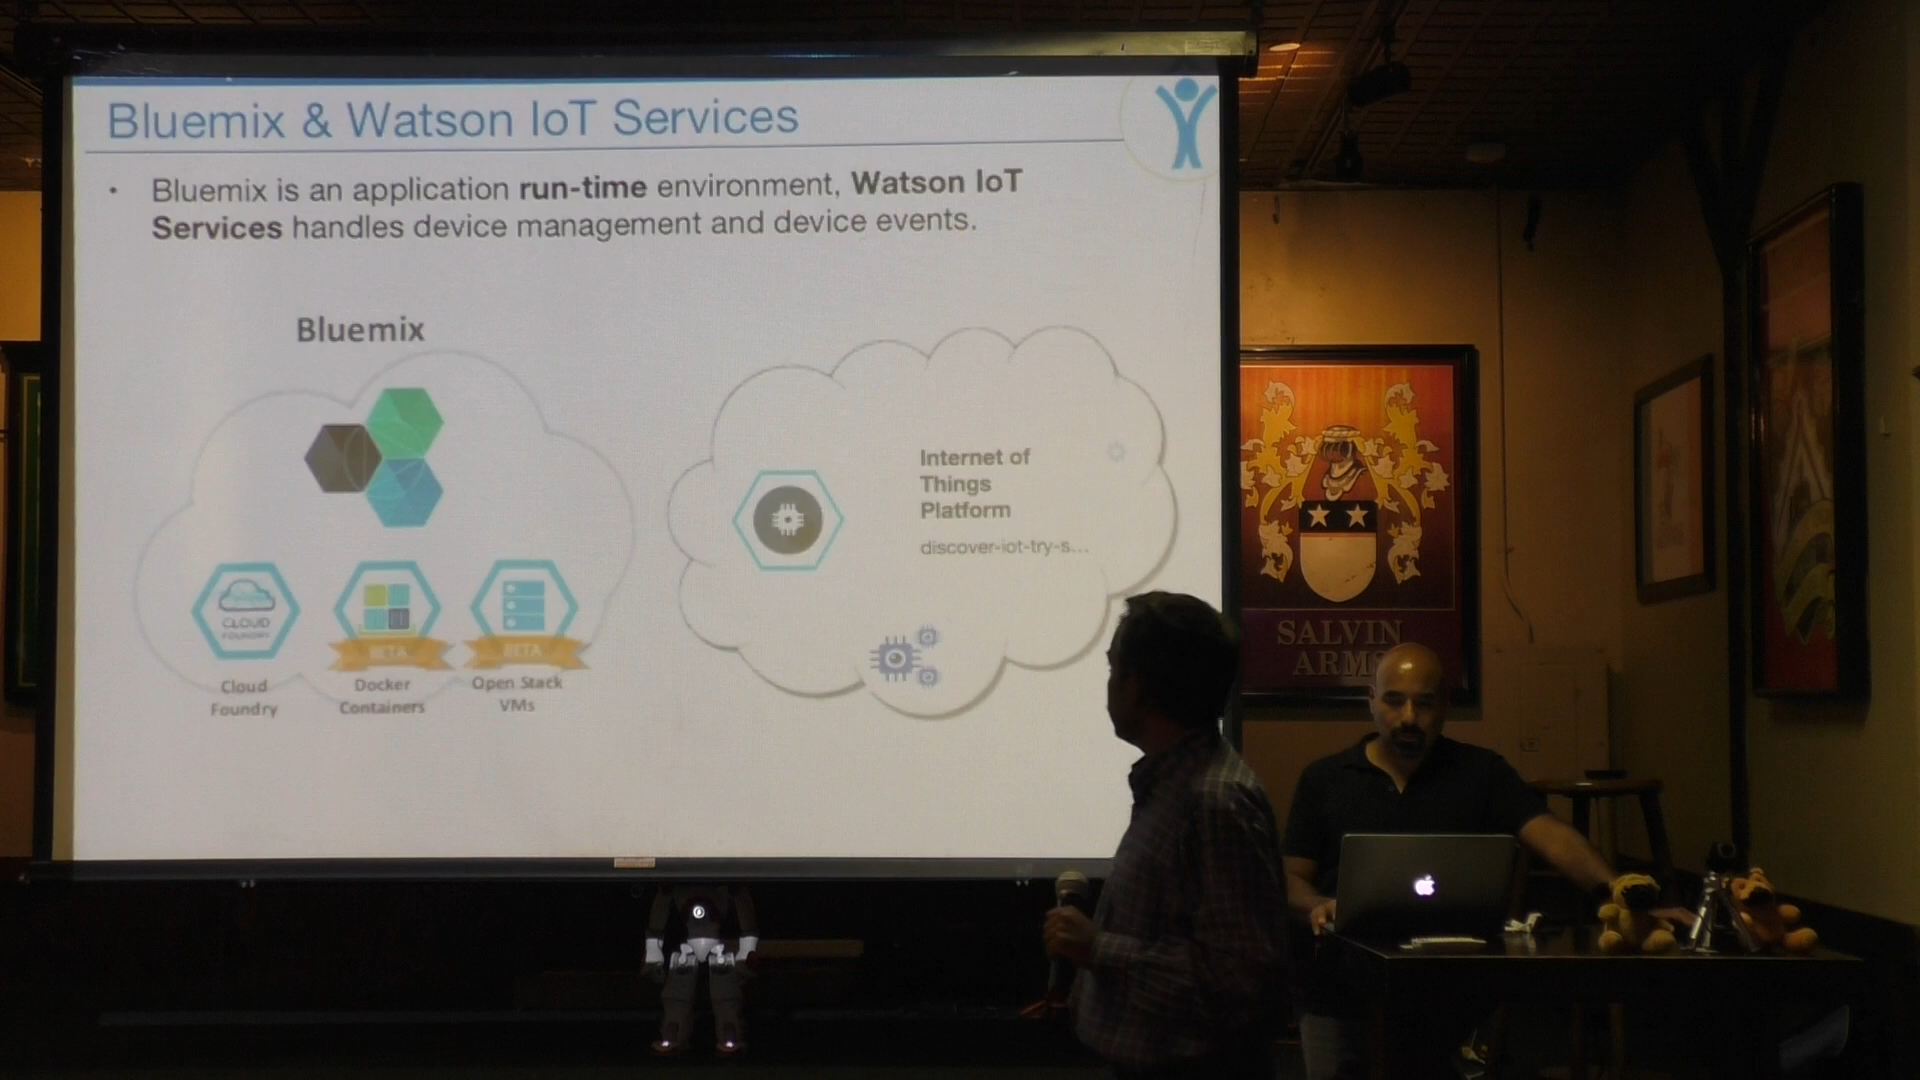 Bluemix & Watson IoT Services
• Bluemix is an application run-time environment, Watson IoT
Services handles device management and device events.
Bluemix
CLOUD
FOUNDRY
BETA
BETA
Cloud
Foundry
Docker
Containers
Open Stack
VMs
Internet of
Things
Platform
discover-iot-try-s...
SALVIN
ARMS